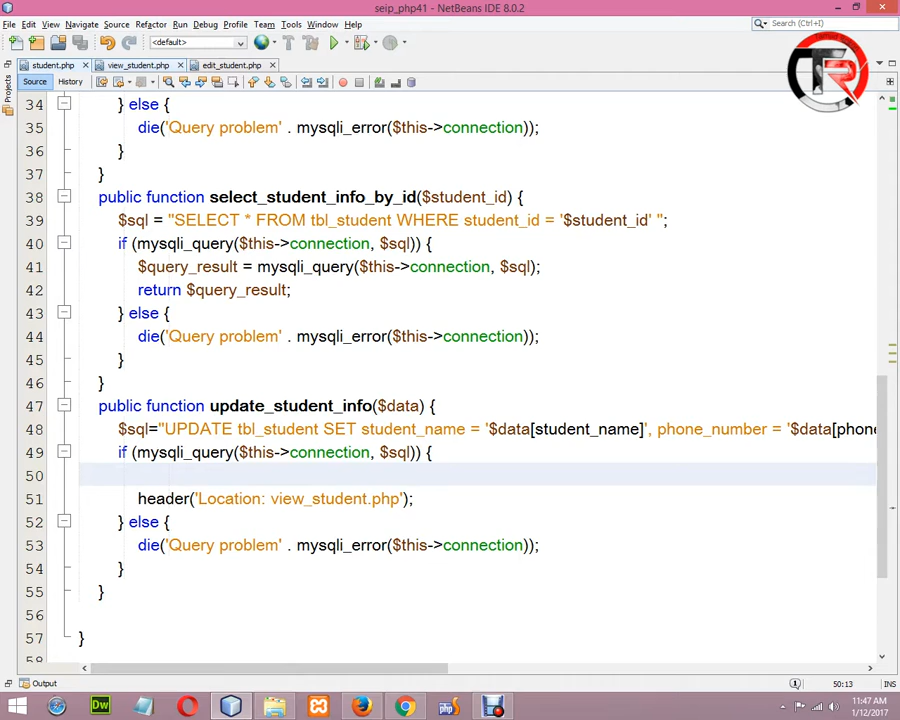 seip_php41 - NetBeans IDE 8.0.2
File Edit View Navigate Source Refactor Run Debug Profile Team Tools Window Help
Search (Ctrl+I)
<default>
student.php view_student.php edit_student.php
Source History
Projects
34 } else {
35 die('Query problem' . mysqli_error($this->connection));
36 }
37 }
38 public function select_student_info_by_id($student_id) {
39 $sql = "SELECT * FROM tbl_student WHERE student_id = '$student_id' ";
40 if (mysqli_query($this->connection, $sql)) {
41 $query_result = mysqli_query($this->connection, $sql);
42 return $query_result;
43 } else {
44 die('Query problem' . mysqli_error($this->connection));
45 }
46 }
47 public function update_student_info($data) {
48 $sql="UPDATE tbl_student SET student_name = '$data[student_name]', phone_number = '$data[phon
49 if (mysqli_query($this->connection, $sql)) {
50
51 header('Location: view_student.php');
52 } else {
53 die('Query problem' . mysqli_error($this->connection));
54 }
55 }
56
57 }
58
Output
50:13 INS
11:47 AM
1/12/2017